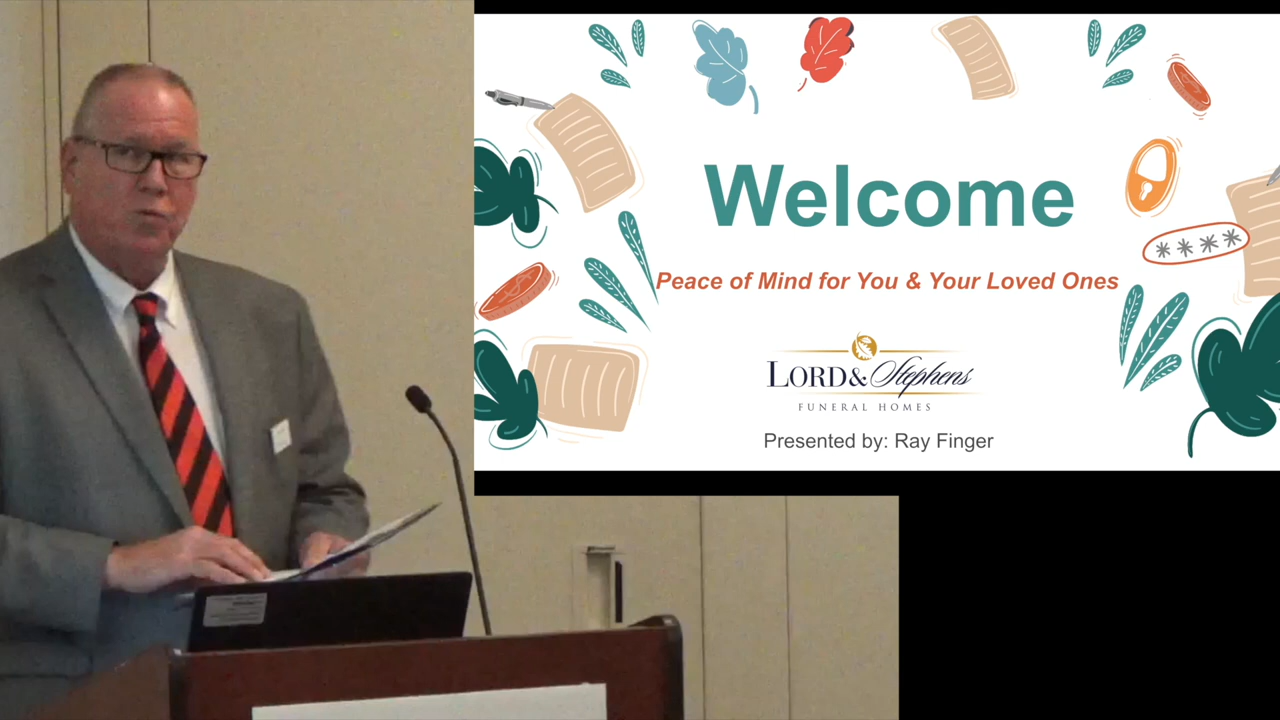 Welcome
Peace of Mind for You & Your Loved Ones
LORD & Stephens
FUNERAL HOMES
Presented by: Ray Finger
****